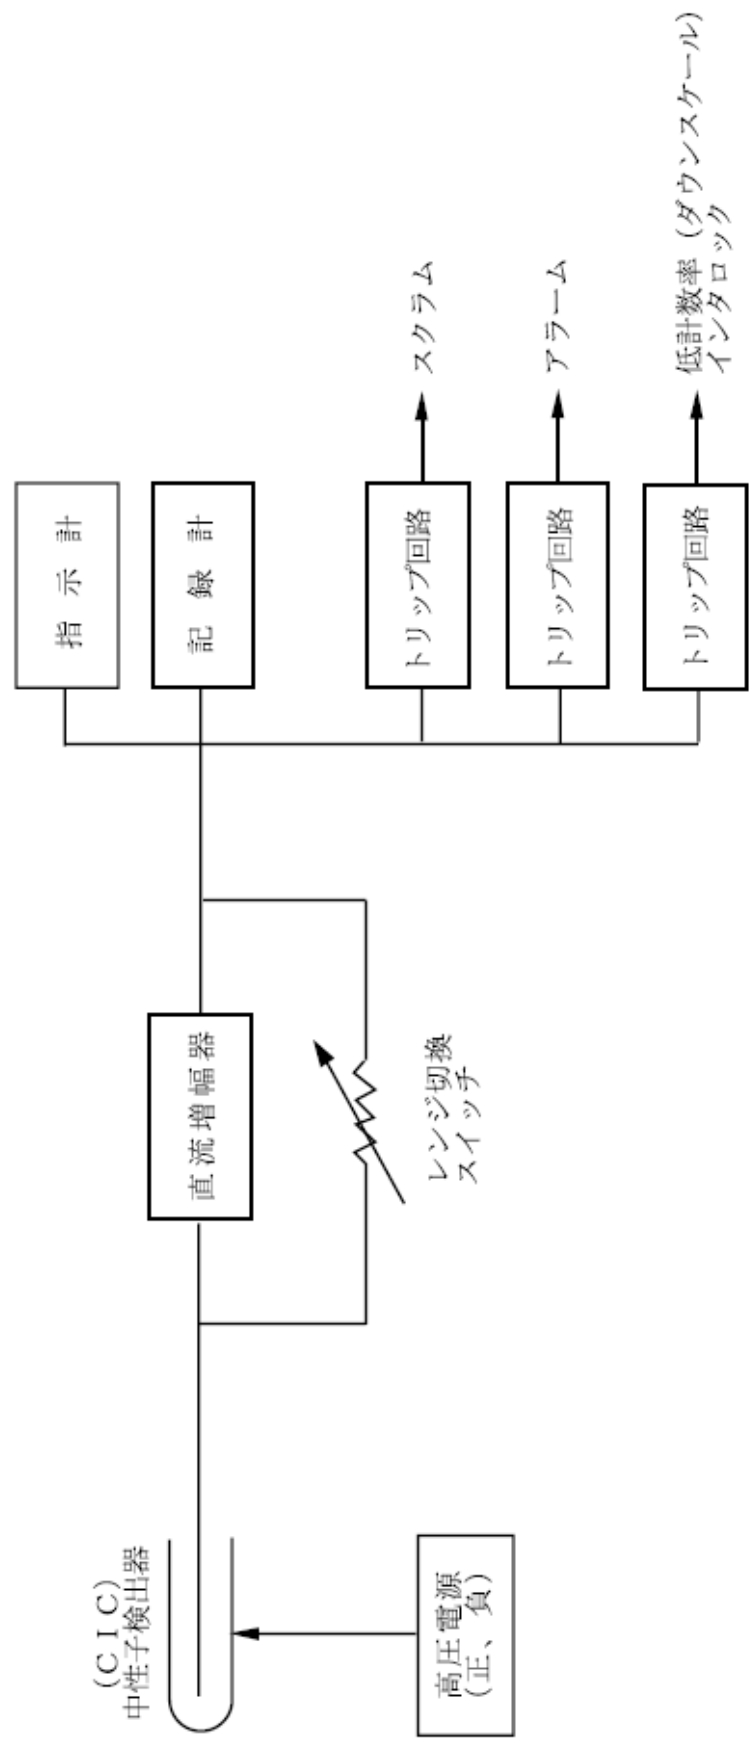 (CIC)
中性子検出器
高圧電源
(正、負)
直流増幅器
レンジ切換
スイッチ
指示計
記録計
トリップ回路
スクラム
トリップ回路
アラーム
トリップ回路
低計数率(ダウンスケール)
インタロック